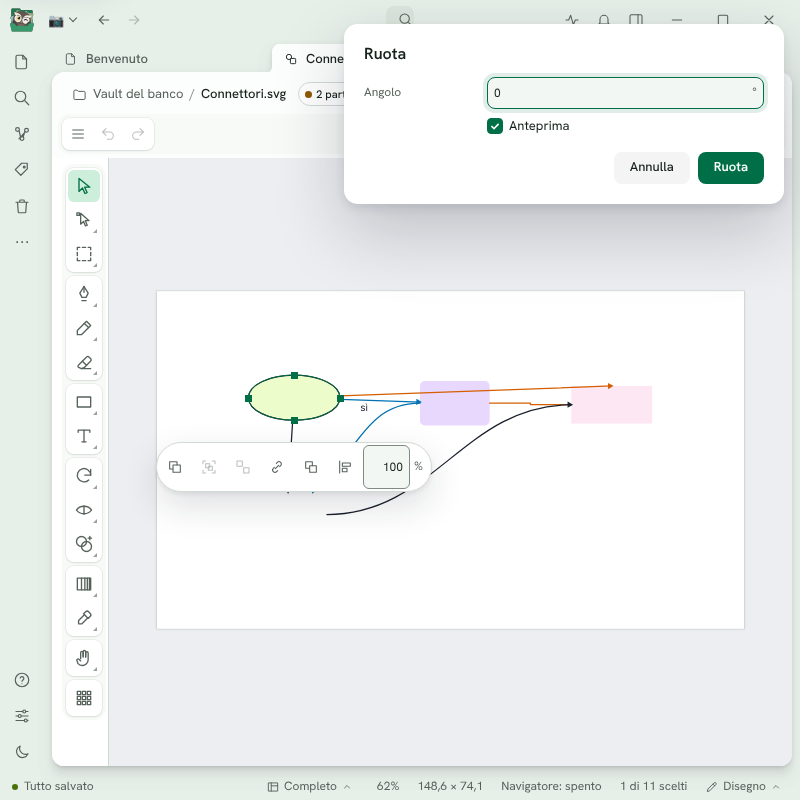 Benvenuto
Conne
Vault del banco / Connettori.svg
2 part
Ruota
Angolo
0 °
Anteprima
Annulla
Ruota
sì
100 %
Tutto salvato
Completo
62%
148,6 × 74,1
Navigatore: spento
1 di 11 scelti
Disegno